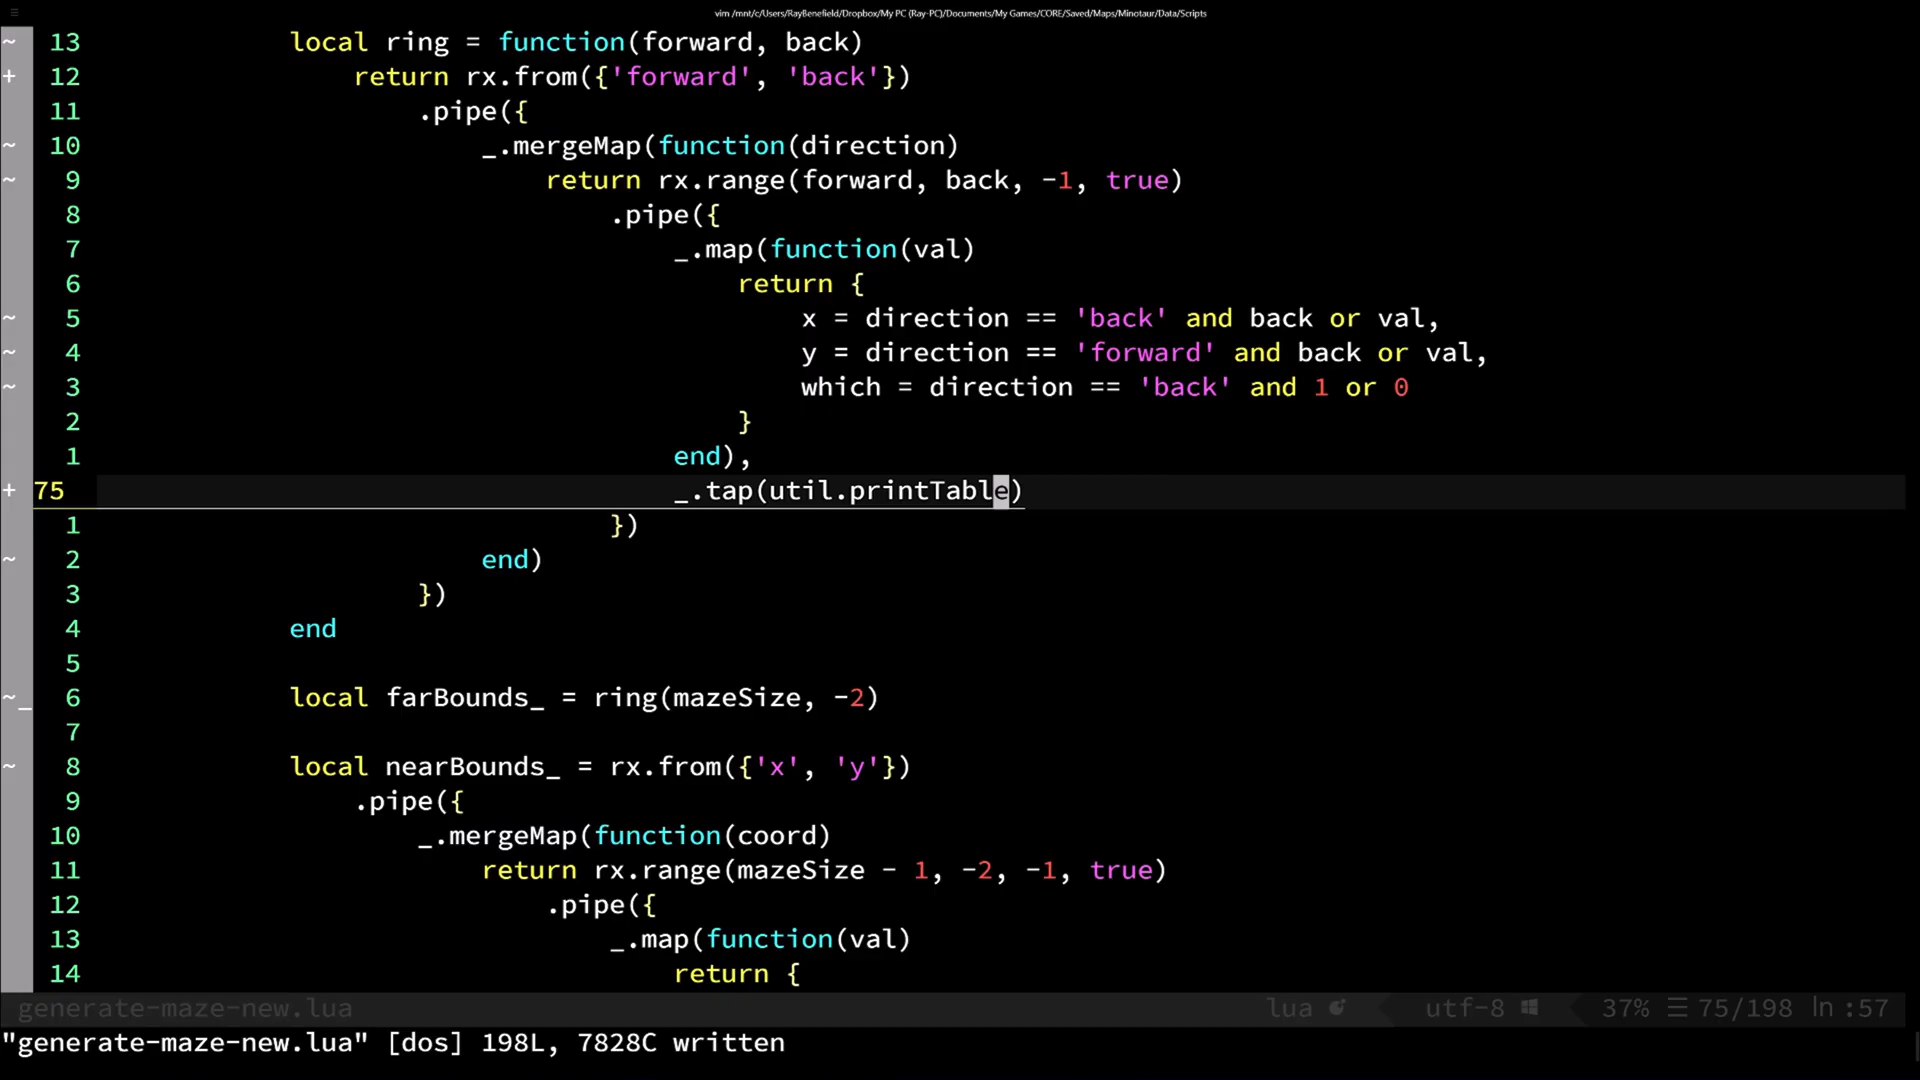 vim /mnt/c/Users/RayBenefield/Dropbox/My PC (Ray-PC)/Documents/My Games/CORE/Saved/Maps/Minotaur/Data/Scripts
~ 13 local ring = function(forward, back)
+ 12 return rx.from({'forward', 'back'})
11 .pipe({
~ 10 _.mergeMap(function(direction)
~ 9 return rx.range(forward, back, -1, true)
8 .pipe({
7 _.map(function(val)
6 return {
~ 5 x = direction == 'back' and back or val,
~ 4 y = direction == 'forward' and back or val,
~ 3 which = direction == 'back' and 1 or 0
2 }
1 end),
+ 75 _.tap(util.printTable)
1 })
~ 2 end)
3 })
4 end
5
~_ 6 local farBounds_ = ring(mazeSize, -2)
7
~ 8 local nearBounds_ = rx.from({'x', 'y'})
9 .pipe({
10 _.mergeMap(function(coord)
11 return rx.range(mazeSize - 1, -2, -1, true)
12 .pipe({
13 _.map(function(val)
14 return {
generate-maze-new.lua lua utf-8 37% ☰ 75/198 ln :57
"generate-maze-new.lua" [dos] 198L, 7828C written